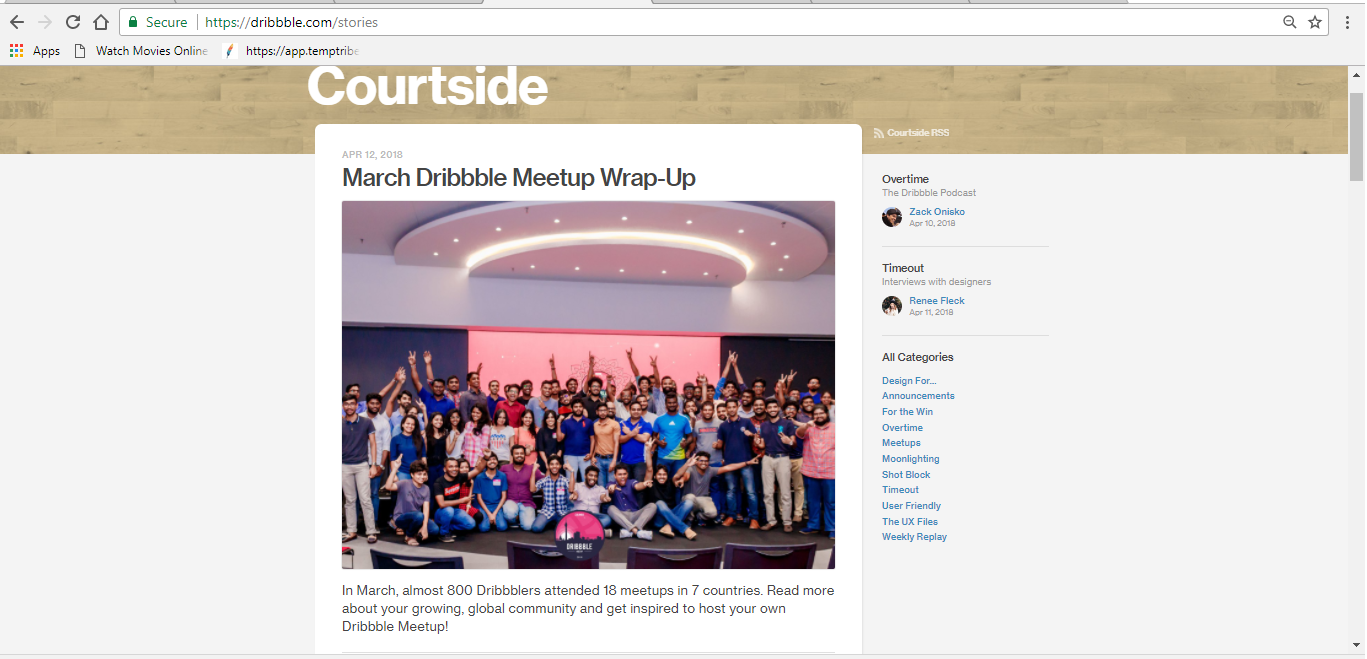 Secure
https://dribbble.com/stories
Apps
Watch Movies Online
https://app.temptribe
Courtside
Courtside RSS
APR 12, 2018
March Dribbble Meetup Wrap-Up
DRIBBBLE
In March, almost 800 Dribbblers attended 18 meetups in 7 countries. Read more
about your growing, global community and get inspired to host your own
Dribbble Meetup!
Overtime
The Dribbble Podcast
Zack Onisko
Apr 10, 2018
Timeout
Interviews with designers
Renee Fleck
Apr 11, 2018
All Categories
Design For...
Announcements
For the Win
Overtime
Meetups
Moonlighting
Shot Block
Timeout
User Friendly
The UX Files
Weekly Replay